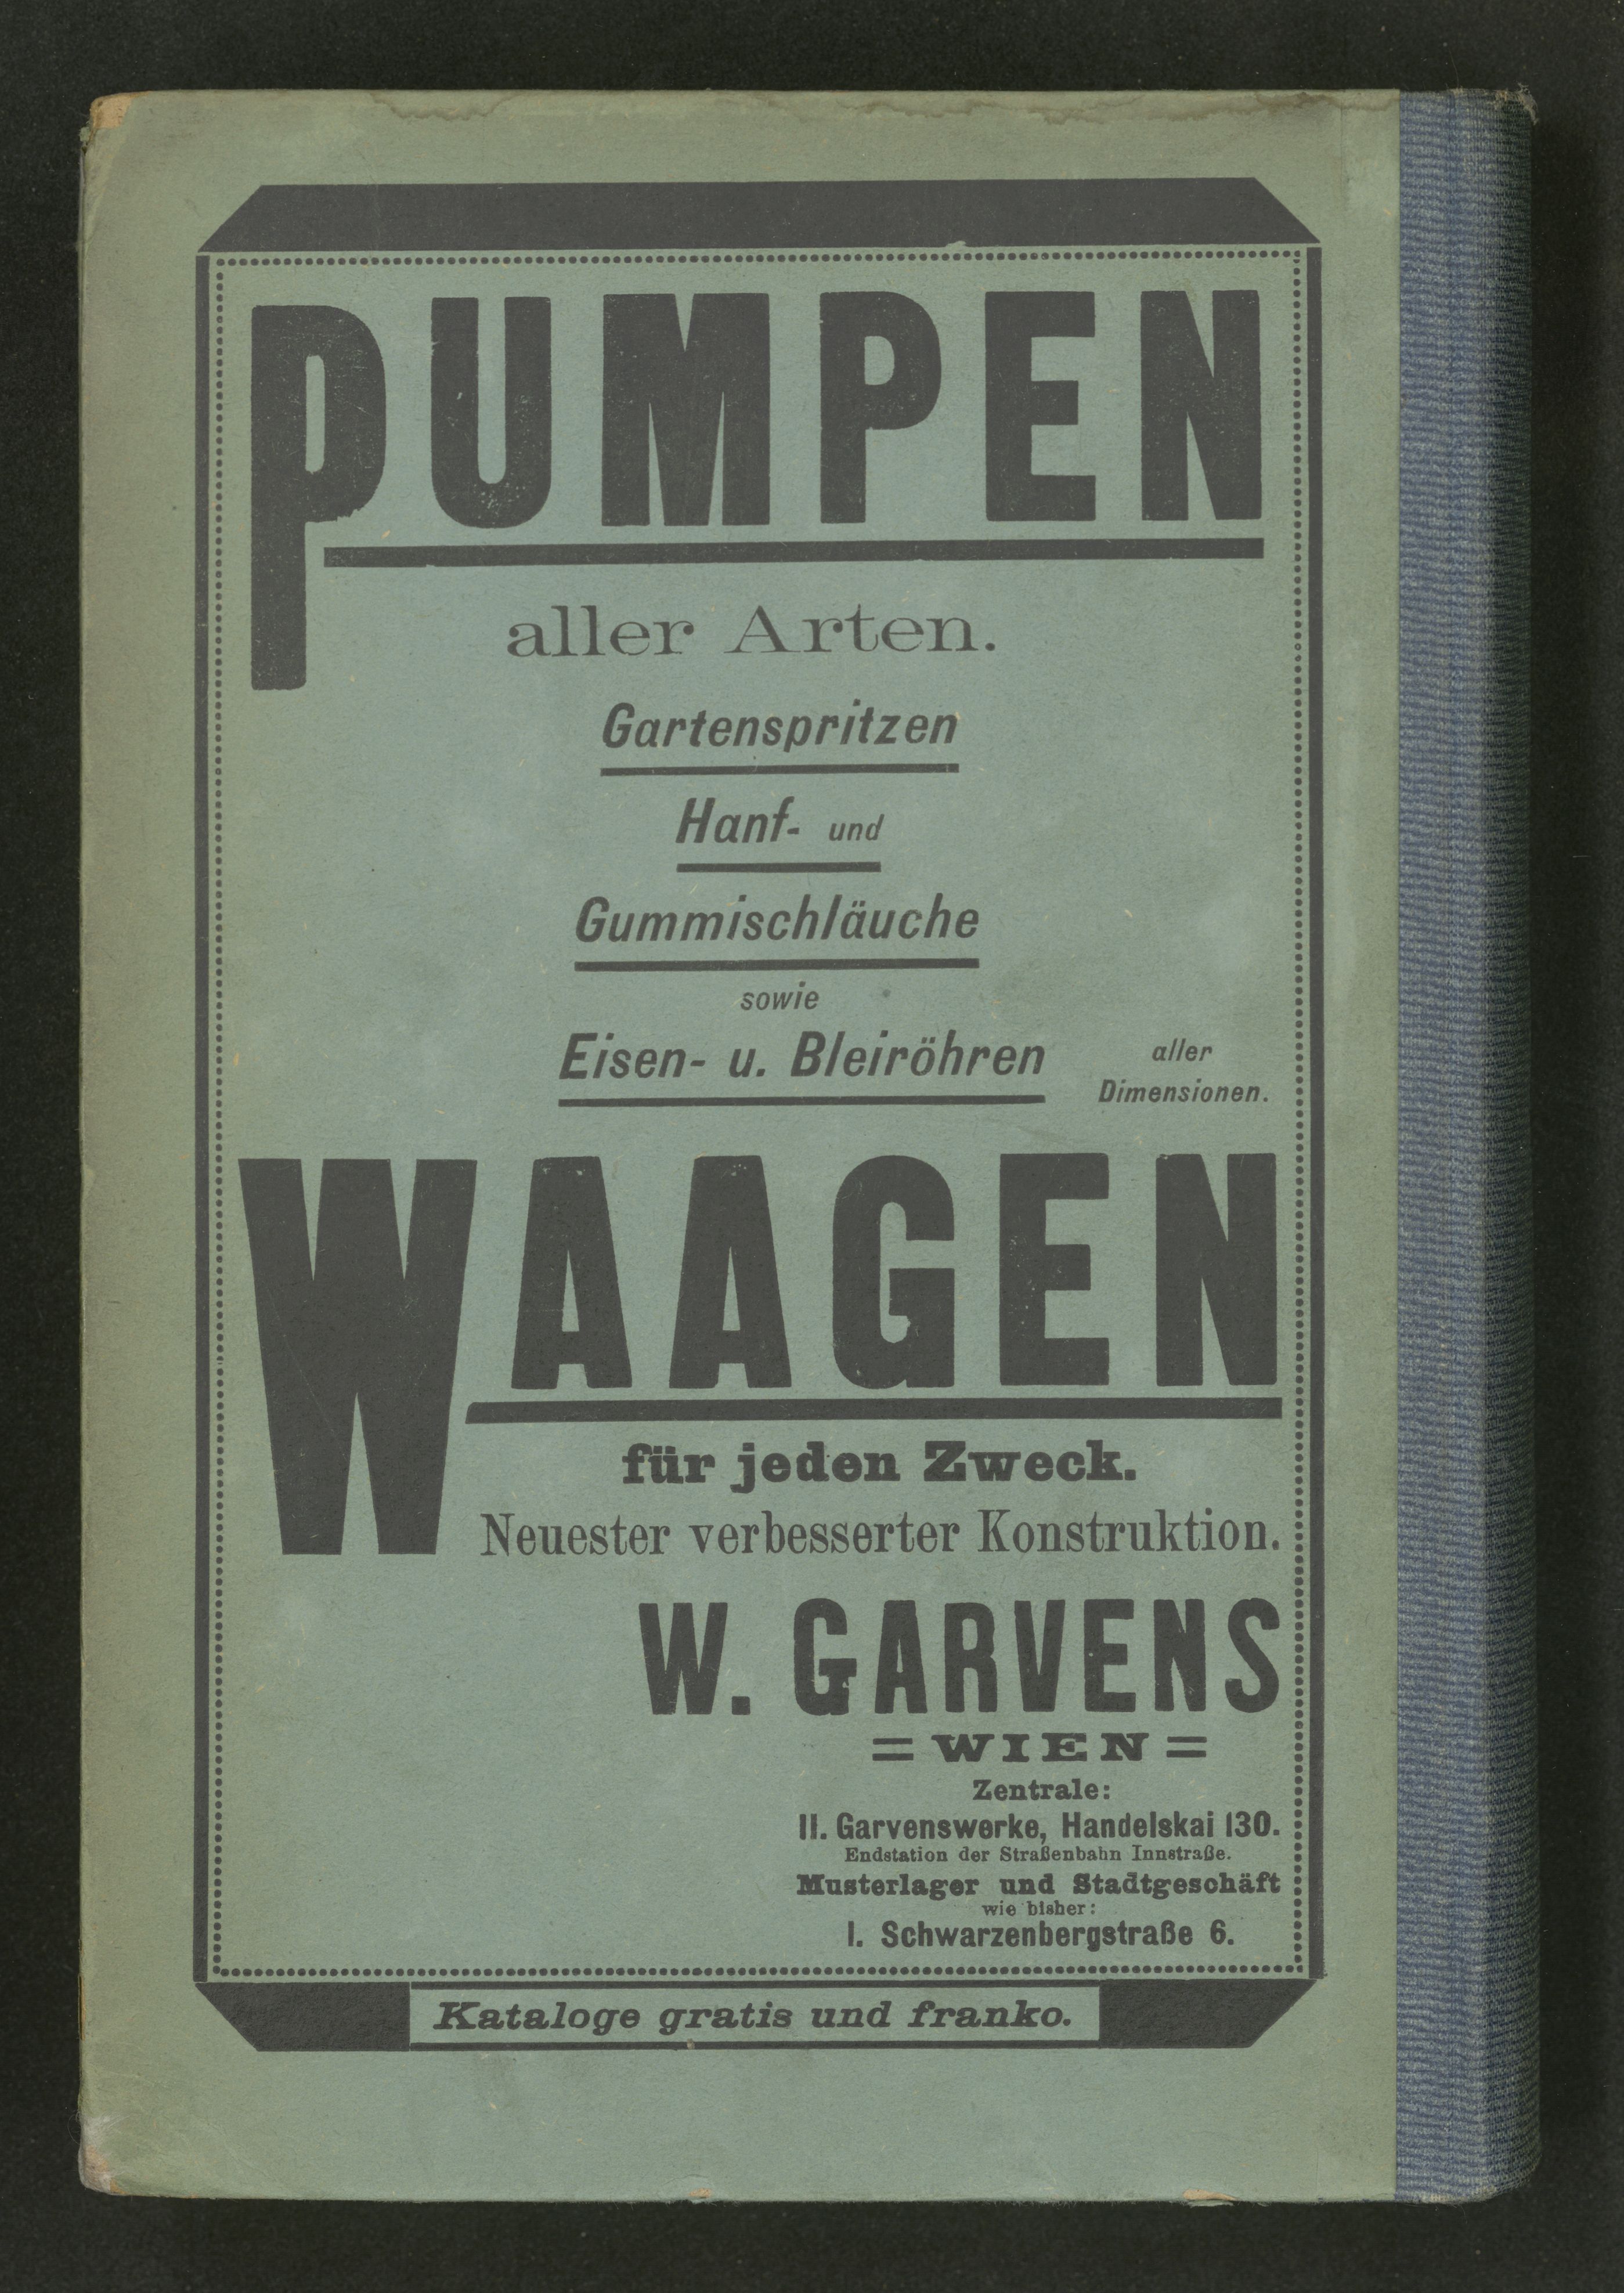 PUMPEN
aller Arten.
Gartenspritzen
Hanf- und
Gummischläuche
sowie
Eisen- u. Bleiröhren aller
Dimensionen.
WAAGEN
für jeden Zweck.
Neuester verbesserter Konstruktion.
W. GARVENS
= WIEN =
Zentrale:
II. Garvenswerke, Handelskai 130.
Endstation der Straßenbahn Innstraße.
Musterlager und Stadtgeschäft
wie bisher:
I. Schwarzenbergstraße 6.
Kataloge gratis und franko.